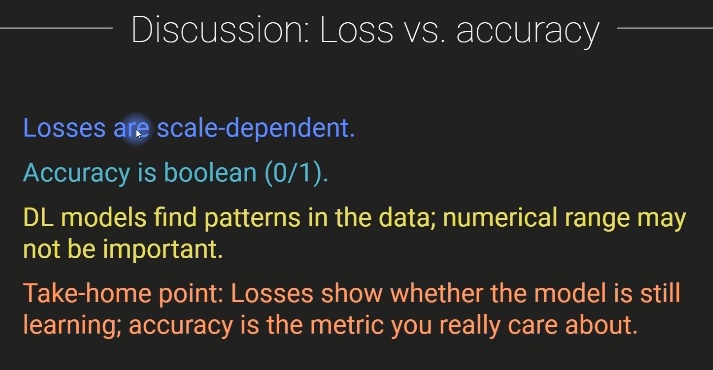 Discussion: Loss vs. accuracy
Losses are scale-dependent.
Accuracy is boolean (0/1).
DL models find patterns in the data; numerical range may
not be important.
Take-home point: Losses show whether the model is still
learning; accuracy is the metric you really care about.